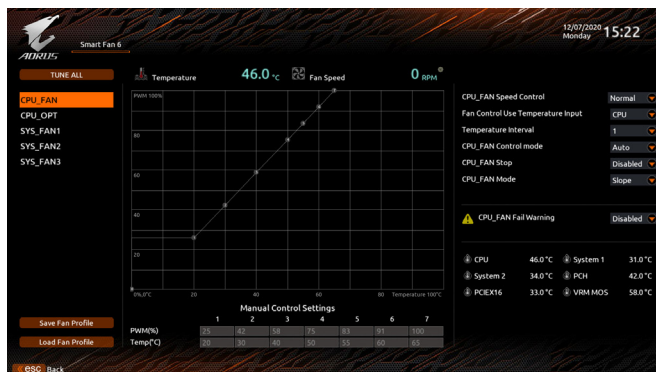 AORUS
Smart Fan 6
12/07/2020
Monday
15:22
TUNE ALL
CPU_FAN
CPU_OPT
SYS_FAN1
SYS_FAN2
SYS_FAN3
Save Fan Profile
Load Fan Profile
Temperature 46.0 °C Fan Speed 0 RPM
PWM 100%
80
60
40
20
0%,0°C 20 40 60 80 Temperature 100°C
Manual Control Settings
1 2 3 4 5 6 7
PWM(%) 25 42 58 75 83 91 100
Temp(°C) 20 30 40 50 55 60 65
CPU_FAN Speed Control Normal
Fan Control Use Temperature Input CPU
Temperature Interval 1
CPU_FAN Control mode Auto
CPU_FAN Stop Disabled
CPU_FAN Mode Slope
CPU_FAN Fail Warning Disabled
CPU 46.0°C System 1 31.0°C
System 2 34.0°C PCH 42.0°C
PCIEX16 33.0°C VRM MOS 58.0°C
esc Back